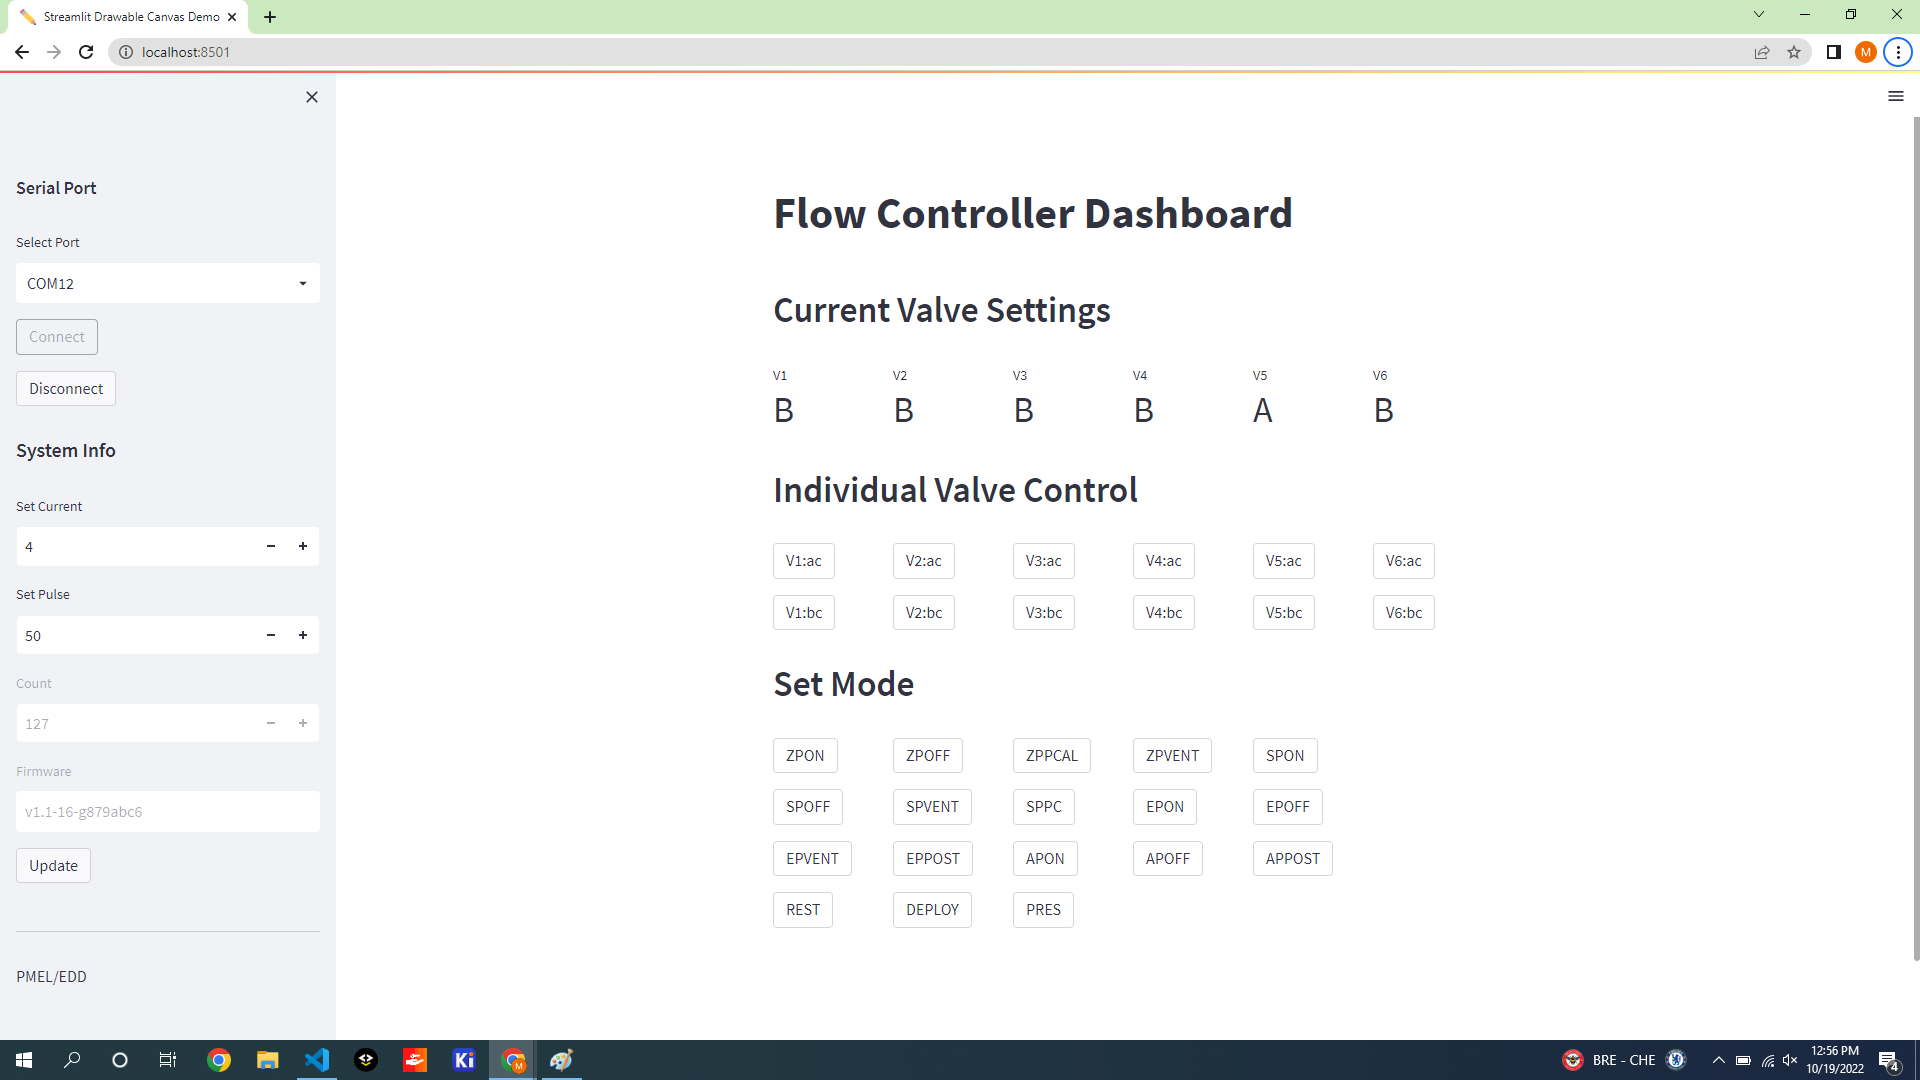 Streamlit Drawable Canvas Demo
localhost:8501
M
Serial Port
Select Port
COM12
Connect
Disconnect
System Info
Set Current
4
Set Pulse
50
Count
127
Firmware
v1.1-16-g879abc6
Update
PMEL/EDD
Flow Controller Dashboard
Current Valve Settings
V1 V2 V3 V4 V5 V6
B B B B A B
Individual Valve Control
V1:ac V2:ac V3:ac V4:ac V5:ac V6:ac
V1:bc V2:bc V3:bc V4:bc V5:bc V6:bc
Set Mode
ZPON ZPOFF ZPPCAL ZPVENT SPON
SPOFF SPVENT SPPC EPON EPOFF
EPVENT EPPOST APON APOFF APPOST
REST DEPLOY PRES
Ki
M
BRE - CHE
12:56 PM
10/19/2022
4